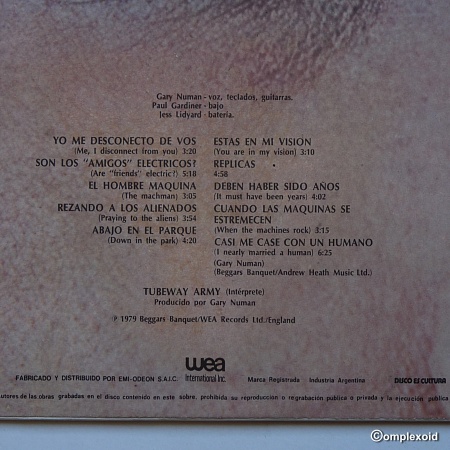 Gary Numan - voz, teclados, guitarras.
Paul Gardiner - bajo
Jess Lidyard - batería.
YO ME DESCONECTO DE VOS
(Me, I disconnect from you) 3:20
SON LOS "AMIGOS" ELECTRICOS?
(Are "friends" electric?) 5:18
EL HOMBRE MAQUINA
(The machman) 3:05
REZANDO A LOS ALIENADOS
(Praying to the aliens) 3:54
ABAJO EN EL PARQUE
(Down in the park) 4:20
ESTAS EN MI VISION
(You are in my vision) 3:10
REPLICAS
4:58
DEBEN HABER SIDO AÑOS
(It must have been years) 4:02
CUANDO LAS MAQUINAS SE
ESTREMECEN
(When the machines rock) 3:15
CASI ME CASE CON UN HUMANO
(I nearly married a human) 6:25
(Gary Numan)
(Beggars Banquet/Andrew Heath Music Ltd.)
TUBEWAY ARMY (Intérprete)
Producido por Gary Numan
℗ 1979 Beggars Banquet/WEA Records Ltd./England
wea
International Inc.
FABRICADO Y DISTRIBUIDO POR EMI-ODEON S.A.I.C.
Marca Registrada - Industria Argentina
DISCO ES CULTURA
autores de las obras grabadas en el disco contenido en este sobre, prohibida su reproducción o regrabación pública o privada y la ejecución pública
©omplexoid